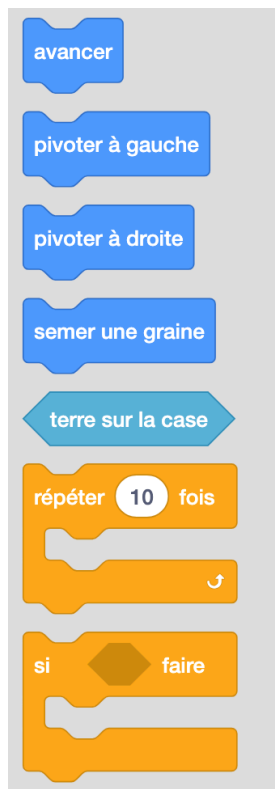 avancer
pivoter à gauche
pivoter à droite
semer une graine
terre sur la case
répéter 10 fois
si faire